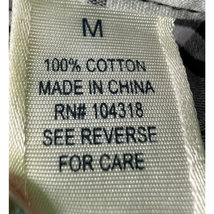 M
100% COTTON
MADE IN CHINA
RN# 104318
SEE REVERSE
FOR CARE